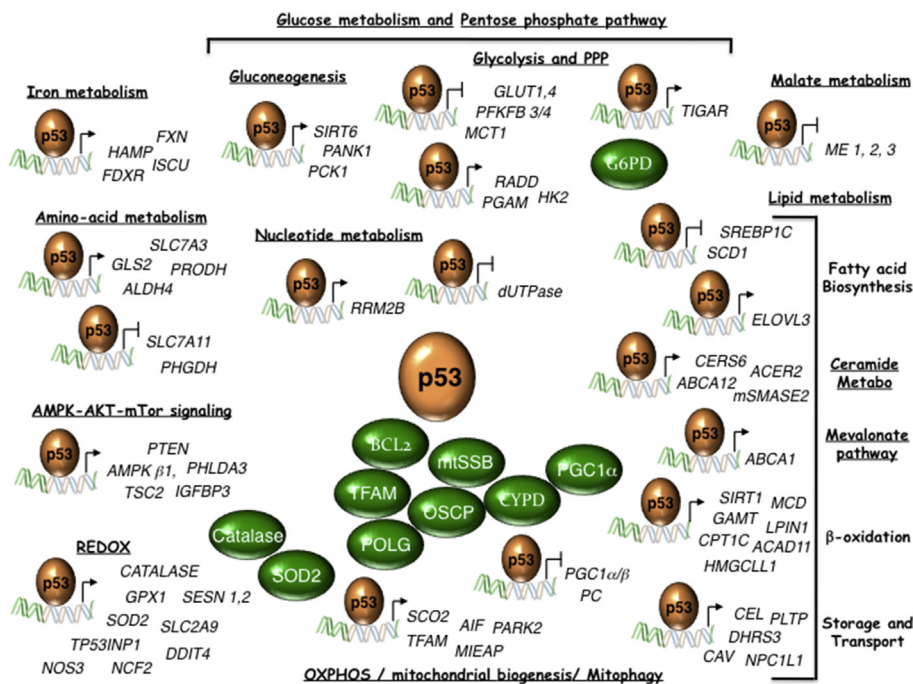 Glucose metabolism and Pentose phosphate pathway
Iron metabolism
p53
FXN
HAMP
ISCU
FDXR
Gluconeogenesis
p53
SIRT6
PANK1
PCK1
Glycolysis and PPP
p53
GLUT1,4
PFKFB 3/4
MCT1
p53
RADD
PGAM
HK2
p53
TIGAR
G6PD
Malate metabolism
p53
ME 1, 2, 3
Amino-acid metabolism
p53
SLC7A3
GLS2
PRODH
ALDH4
p53
SLC7A11
PHGDH
Nucleotide metabolism
p53
RRM2B
p53
dUTPase
Lipid metabolism
p53
SREBP1C
SCD1
p53
ELOVL3
Fatty acid
Biosynthesis
p53
CERS6
ACER2
ABCA12
mSMASE2
Ceramide
Metabo
p53
ABCA1
Mevalonate
pathway
p53
SIRT1
MCD
GAMT
LPIN1
CPT1C
ACAD11
HMGCLL1
β-oxidation
p53
CEL
PLTP
DHRS3
CAV
NPC1L1
Storage and
Transport
AMPK-AKT-mTor signaling
p53
PTEN
AMPK β1,
PHLDA3
TSC2
IGFBP3
p53
BCL2
mtSSB
PGC1α
TFAM
CYPD
OSCP
POLG
Catalase
SOD2
REDOX
p53
CATALASE
GPX1
SESN 1,2
SOD2
SLC2A9
TP53INP1
DDIT4
NOS3
NCF2
p53
SCO2
AIF
PARK2
TFAM
MIEAP
p53
PGC1α/β
PC
OXPHOS / mitochondrial biogenesis/ Mitophagy